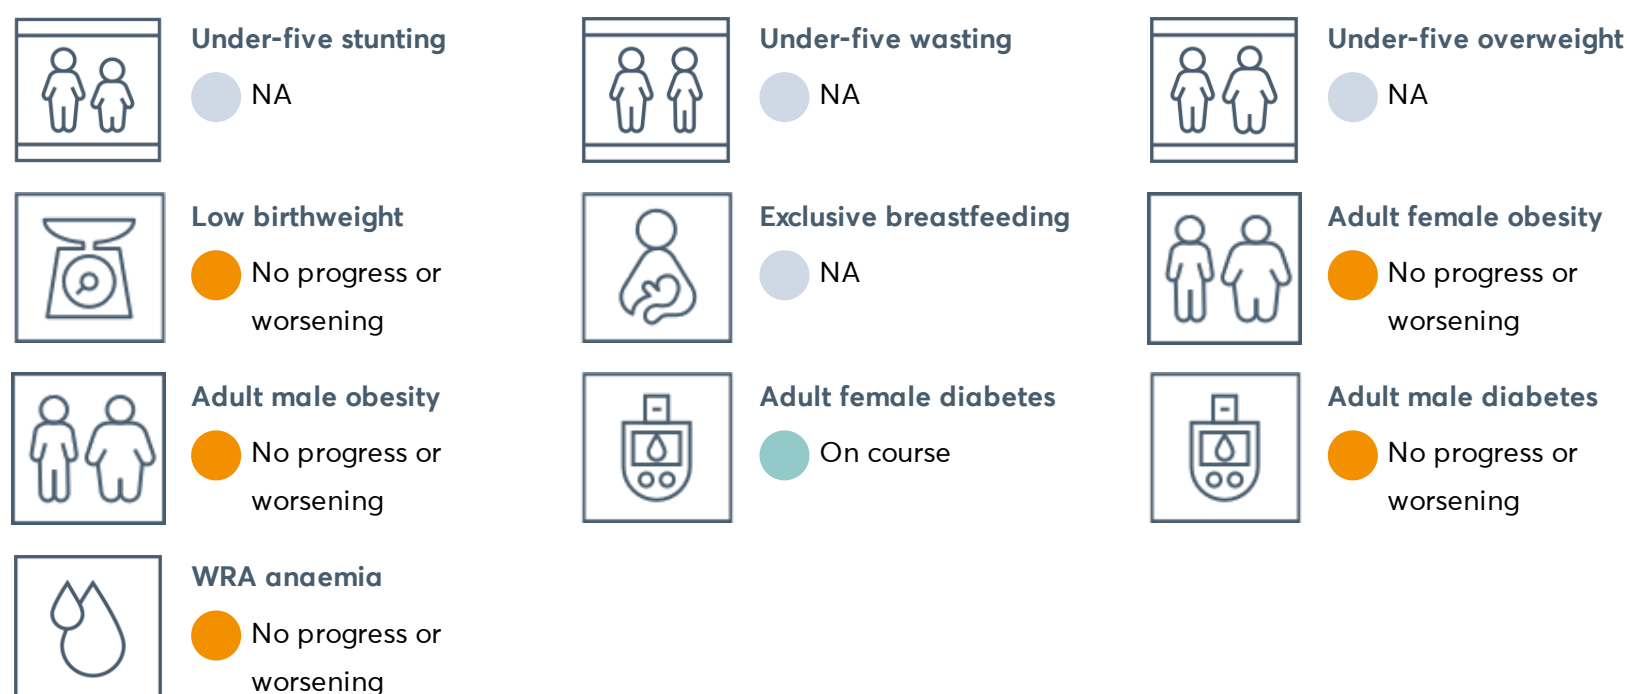 Under-five stunting
NA
Under-five wasting
NA
Under-five overweight
NA
Low birthweight
No progress or
worsening
Exclusive breastfeeding
NA
Adult female obesity
No progress or
worsening
Adult male obesity
No progress or
worsening
Adult female diabetes
On course
Adult male diabetes
No progress or
worsening
WRA anaemia
No progress or
worsening